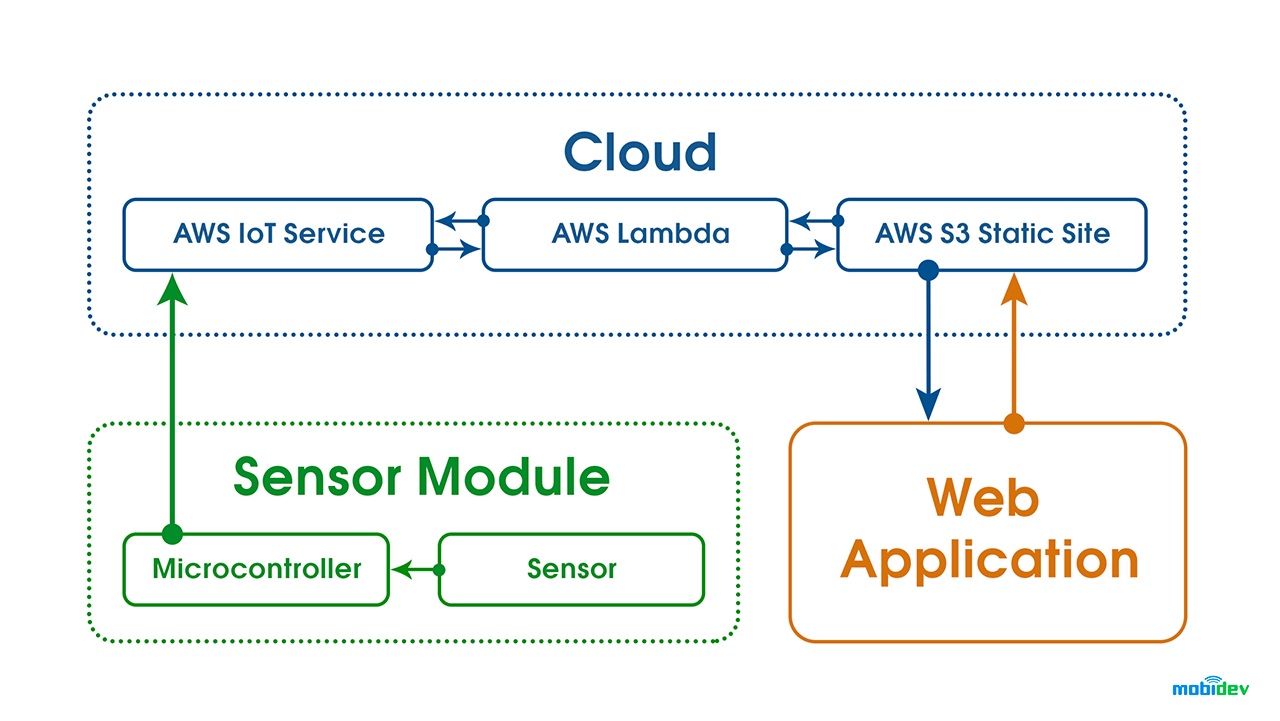 Cloud
AWS IoT Service
AWS Lambda
AWS S3 Static Site
Sensor Module
Microcontroller
Sensor
Web
Application
mobidev